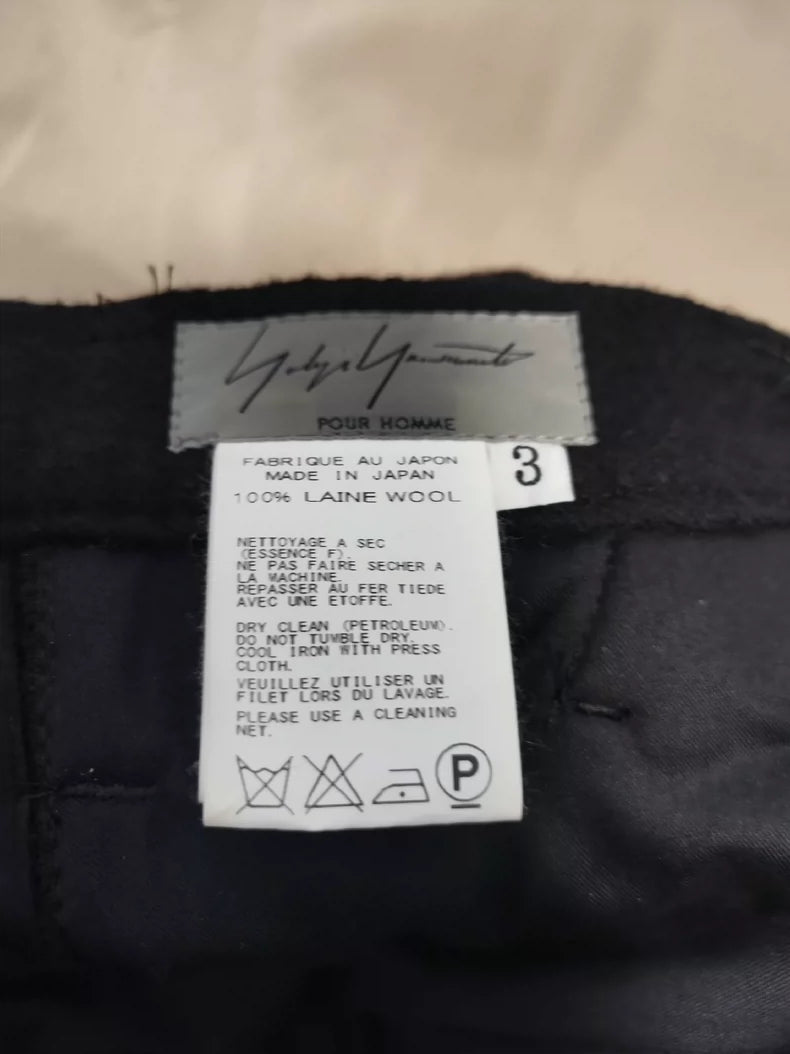 Yohji Yamamoto
POUR HOMME
3
FABRIQUE AU JAPON
MADE IN JAPAN
100% LAINE WOOL
NETTOYAGE A SEC
(ESSENCE F).
NE PAS FAIRE SECHER A
LA MACHINE.
REPASSER AU FER TIEDE
AVEC UNE ETOFFE.
DRY CLEAN (PETROLEUM).
DO NOT TUMBLE DRY.
COOL IRON WITH PRESS
CLOTH.
VEUILLEZ UTILISER UN
FILET LORS DU LAVAGE.
PLEASE USE A CLEANING
NET.
P